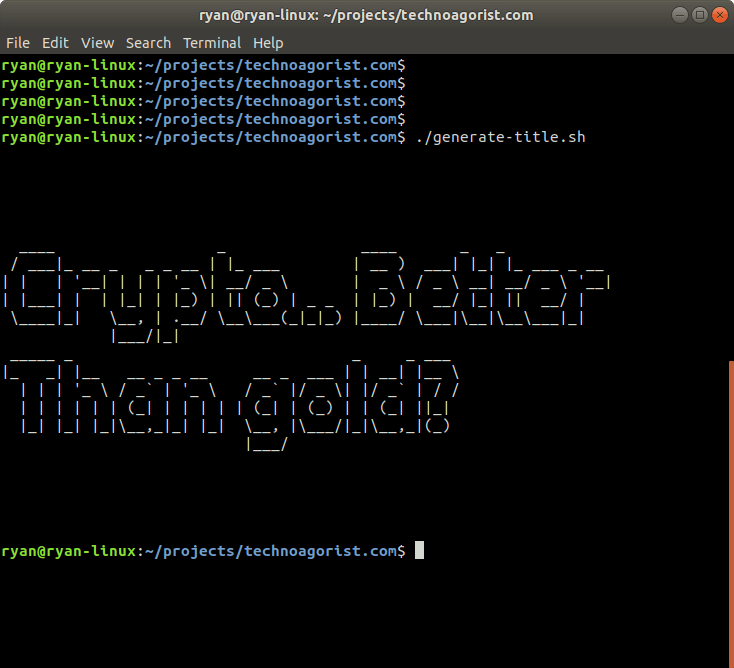 ryan@ryan-linux: ~/projects/technoagorist.com
File Edit View Search Terminal Help
ryan@ryan-linux:~/projects/technoagorist.com$
ryan@ryan-linux:~/projects/technoagorist.com$
ryan@ryan-linux:~/projects/technoagorist.com$
ryan@ryan-linux:~/projects/technoagorist.com$
ryan@ryan-linux:~/projects/technoagorist.com$ ./generate-title.sh
Crypto.. Better
Than gold?
ryan@ryan-linux:~/projects/technoagorist.com$